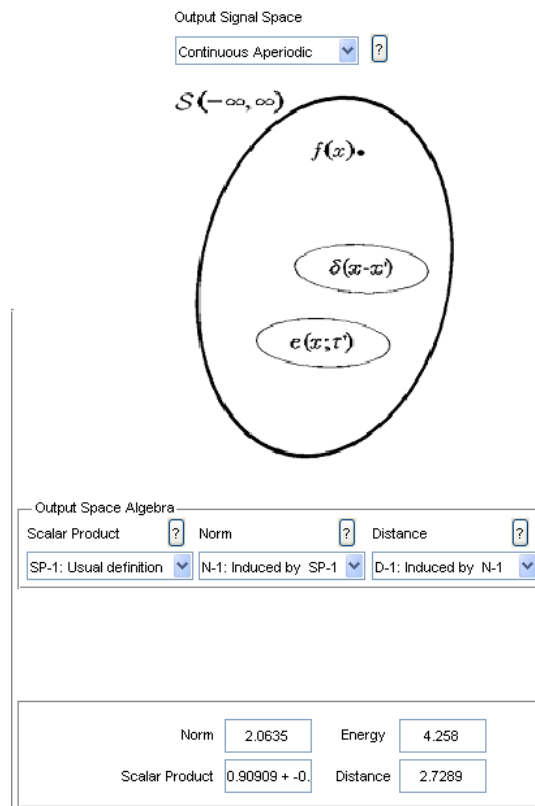 Output Signal Space
Continuous Aperiodic ?
𝒮(−∞,∞)
f(x)
δ(x-x')
e(x;τ')
Output Space Algebra
Scalar Product ? Norm ? Distance ?
SP-1: Usual definition N-1: Induced by SP-1 D-1: Induced by N-1
Norm 2.0635 Energy 4.258
Scalar Product 0.90909 + -0. Distance 2.7289